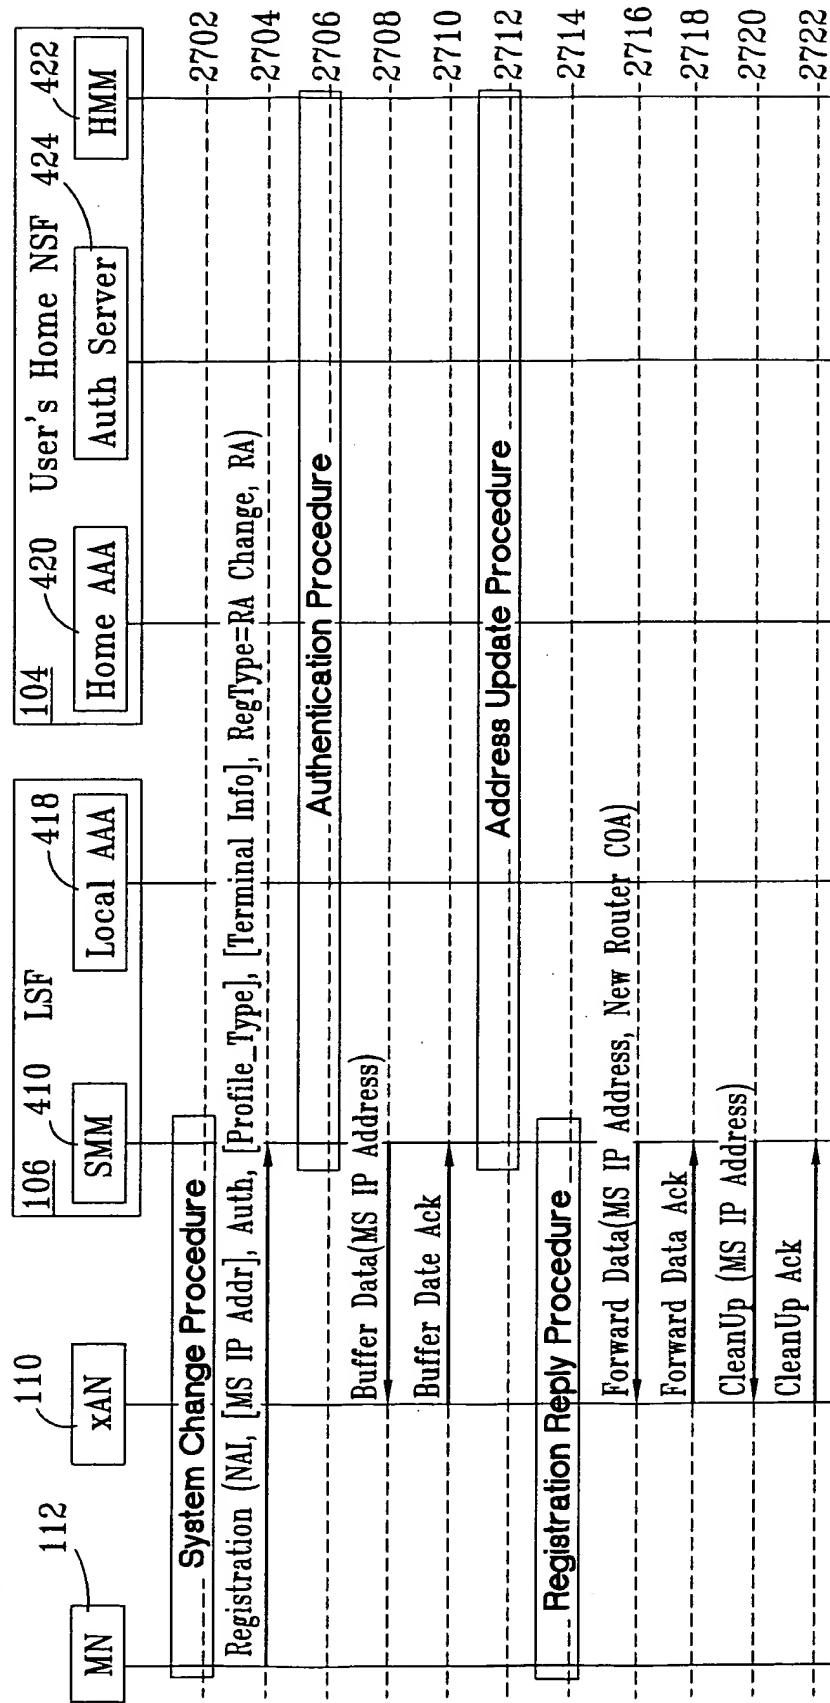 112
MN
110
xAN
106
410
LSF
418
SMM
Local AAA
104
420
User's Home NSF
424
422
Home AAA
Auth Server
HMM
System Change Procedure
2702
Registration (NAI, [MS IP Addr], Auth, [Profile_Type], [Terminal Info], RegType=RA Change, RA)
2704
Authentication Procedure
2706
Buffer Data(MS IP Address)
2708
Buffer Date Ack
2710
Address Update Procedure
2712
Registration Reply Procedure
2714
Forward Data(MS IP Address, New Router COA)
2716
Forward Data Ack
2718
CleanUp (MS IP Address)
2720
CleanUp Ack
2722